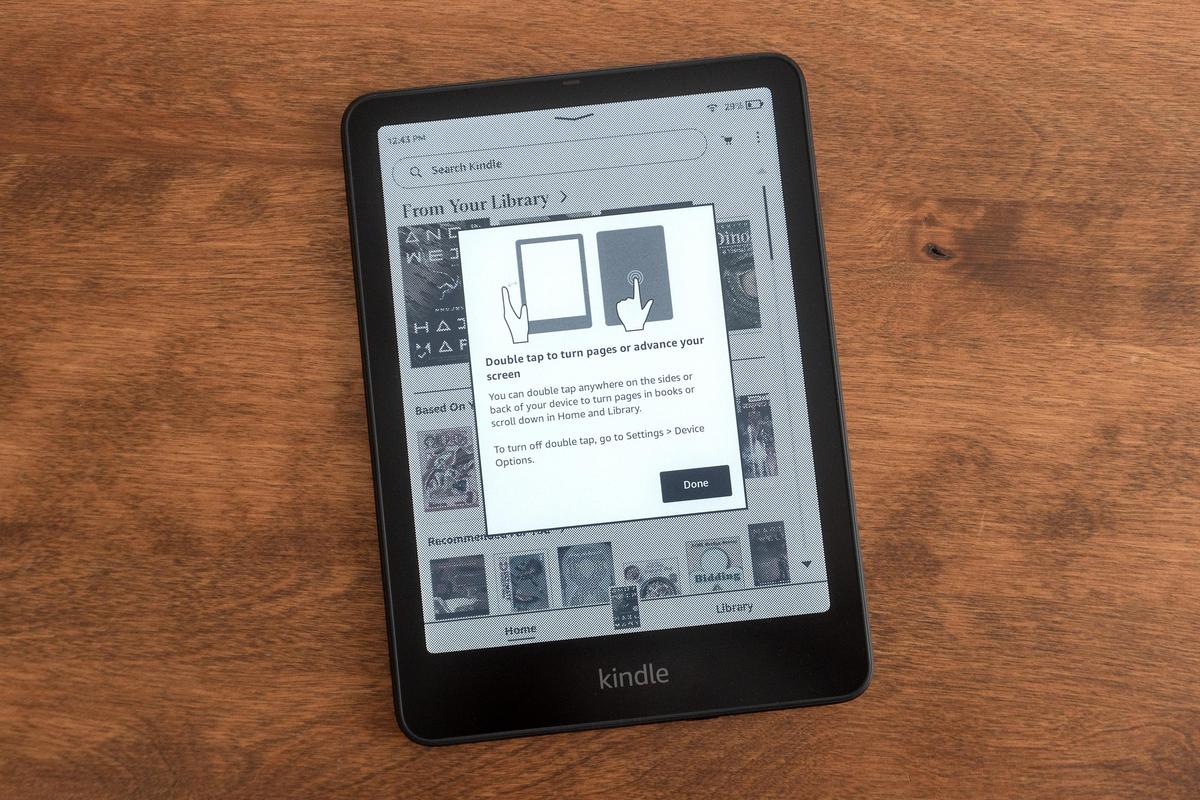 12:43 PM
29%
Search Kindle
From Your Library
Dino
Double tap to turn pages or advance your
screen
You can double tap anywhere on the sides or
back of your device to turn pages in books or
scroll down in Home and Library.
To turn off double tap, go to Settings > Device
Options.
Done
Based On Y
Recommended For You
Bidding
Home
Library
kindle